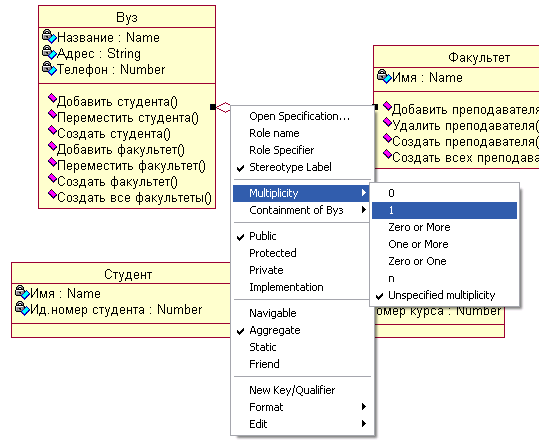 Вуз
Название : Name
Адрес : String
Телефон : Number
Добавить студента()
Переместить студента()
Создать студента()
Добавить факультет()
Переместить факультет()
Создать факультет()
Создать все факультеты()
Факультет
Имя : Name
Добавить преподавателя
Удалить преподавателя(
Создать преподавателя(
Создать всех преподава
Open Specification...
Role name
Role Specifier
Stereotype Label
Multiplicity
Containment of Вуз
Public
Protected
Private
Implementation
Navigable
Aggregate
Static
Friend
New Key/Qualifier
Format
Edit
0
1
Zero or More
One or More
Zero or One
n
Unspecified multiplicity
Студент
Имя : Name
Ид.номер студента : Number
омер курса : Number